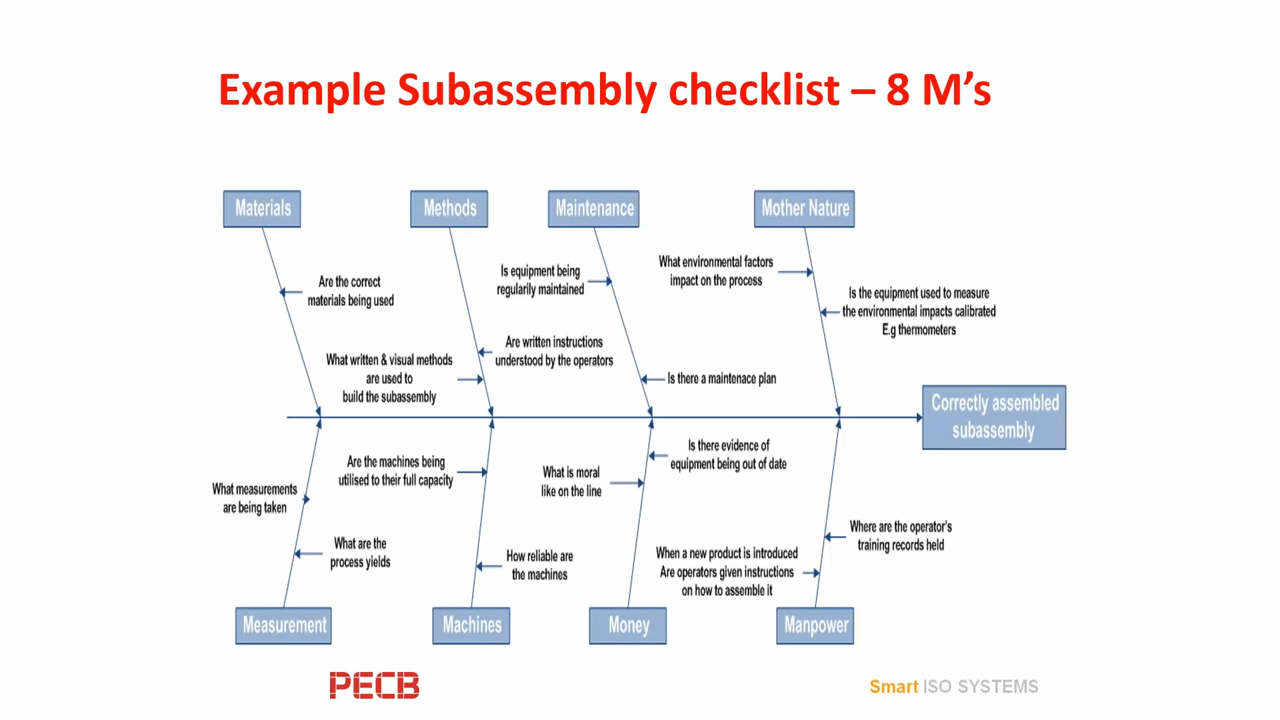 Example Subassembly checklist – 8 M’s
Materials
Methods
Maintenance
Mother Nature
Are the correct
materials being used
What written & visual methods
are used to
build the subassembly
Are written instructions
understood by the operators
Is equipment being
regularily maintained
Is there a maintenace plan
What environmental factors
impact on the process
Is the equipment used to measure
the environmental impacts calibrated
E.g thermometers
Correctly assembled
subassembly
What measurements
are being taken
What are the
process yields
Are the machines being
utilised to their full capacity
How reliable are
the machines
What is moral
like on the line
Is there evidence of
equipment being out of date
When a new product is introduced
Are operators given instructions
on how to assemble it
Where are the operator's
training records held
Measurement
Machines
Money
Manpower
PECB
Smart ISO SYSTEMS